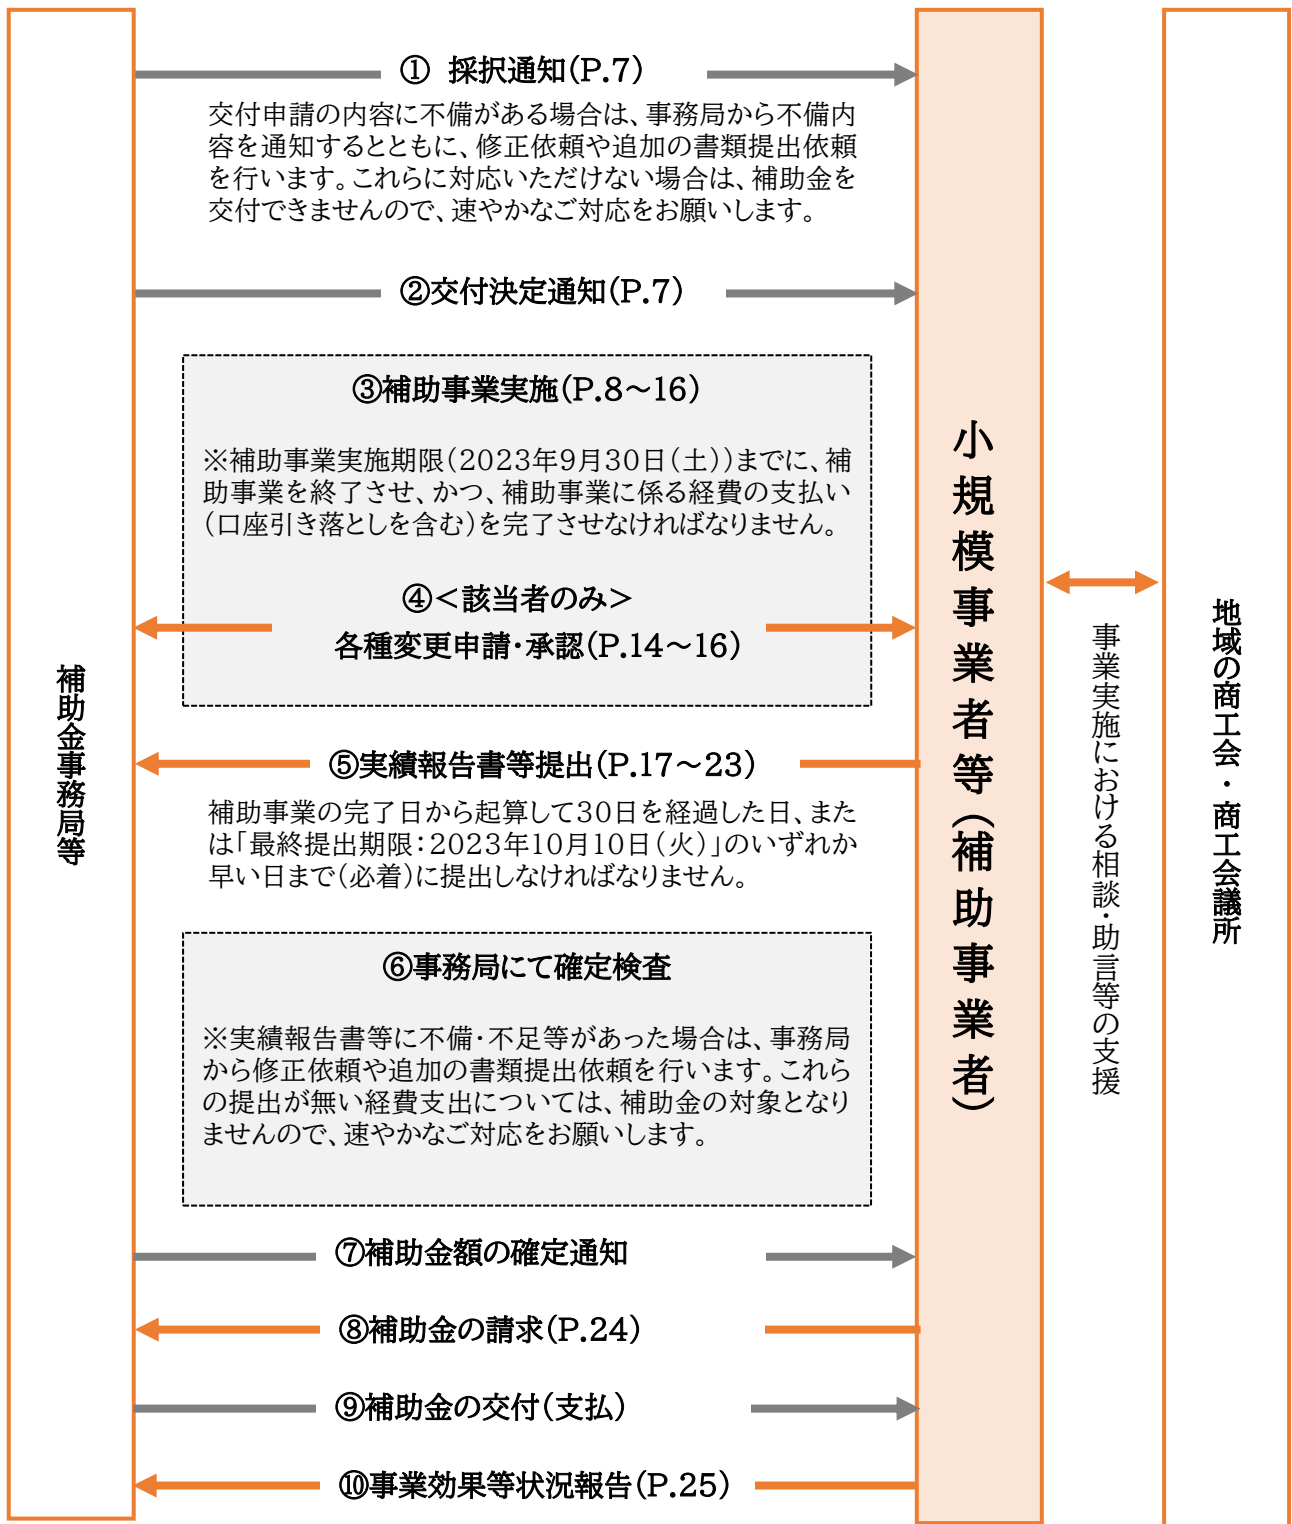 ① 採択通知(P.7)
交付申請の内容に不備がある場合は、事務局から不備内
容を通知するとともに、修正依頼や追加の書類提出依頼
を行います。これらに対応いただけない場合は、補助金を
交付できませんので、速やかなご対応をお願いします。
②交付決定通知(P.7)
③補助事業実施(P.8～16)
※補助事業実施期限(2023年9月30日(土))までに、補
助事業を終了させ、かつ、補助事業に係る経費の支払い
(口座引き落としを含む)を完了させなければなりません。
④＜該当者のみ＞
各種変更申請・承認(P.14～16)
⑤実績報告書等提出(P.17～23)
補助事業の完了日から起算して30日を経過した日、また
は「最終提出期限：2023年10月10日(火)」のいずれか
早い日まで(必着)に提出しなければなりません。
⑥事務局にて確定検査
※実績報告書等に不備・不足等があった場合は、事務局
から修正依頼や追加の書類提出依頼を行います。これら
の提出が無い経費支出については、補助金の対象となり
ませんので、速やかなご対応をお願いします。
⑦補助金額の確定通知
⑧補助金の請求(P.24)
⑨補助金の交付(支払)
⑩事業効果等状況報告(P.25)
補助金事務局等
小規模事業者等(補助事業者)
事業実施における相談・助言等の支援
地域の商工会・商工会議所